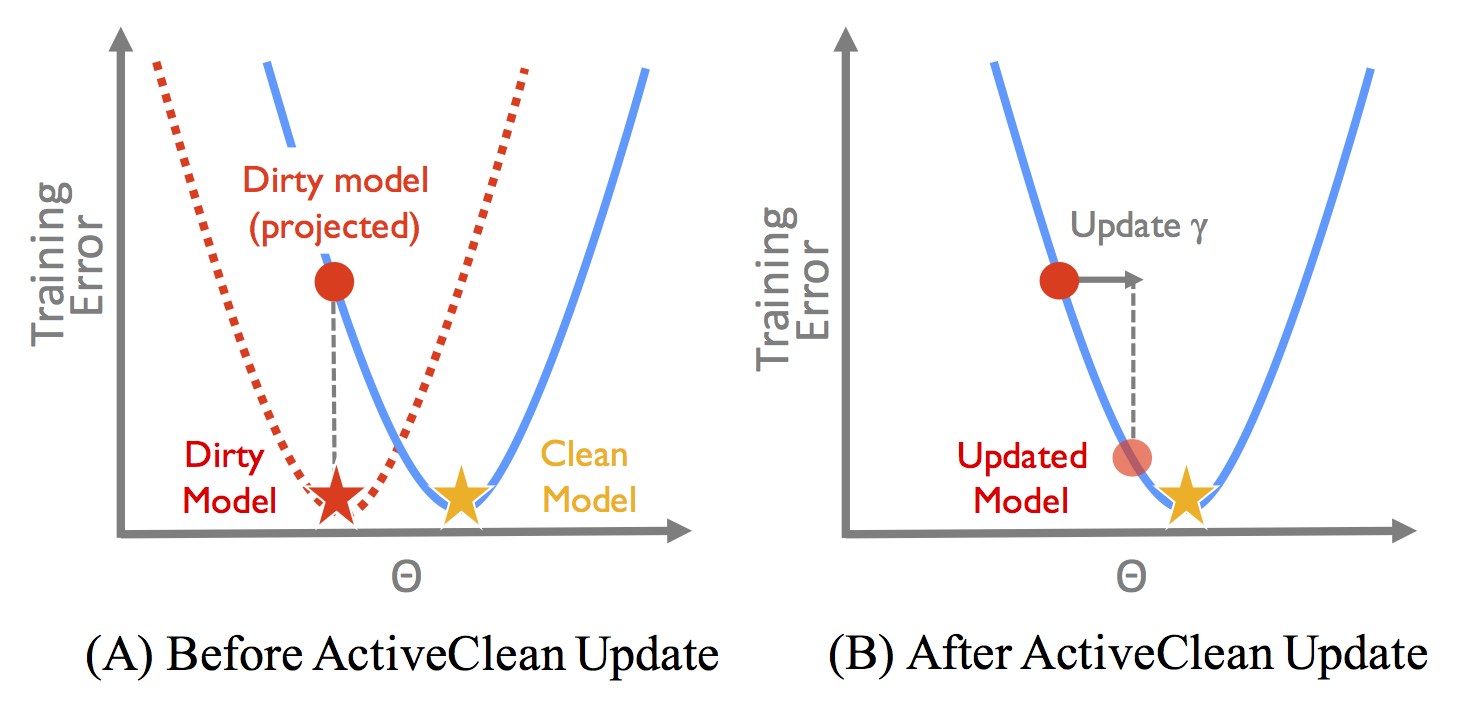 Training
Error
Dirty model
(projected)
Dirty
Model
Clean
Model
Θ
(A) Before ActiveClean Update
Training
Error
Update γ
Updated
Model
Θ
(B) After ActiveClean Update